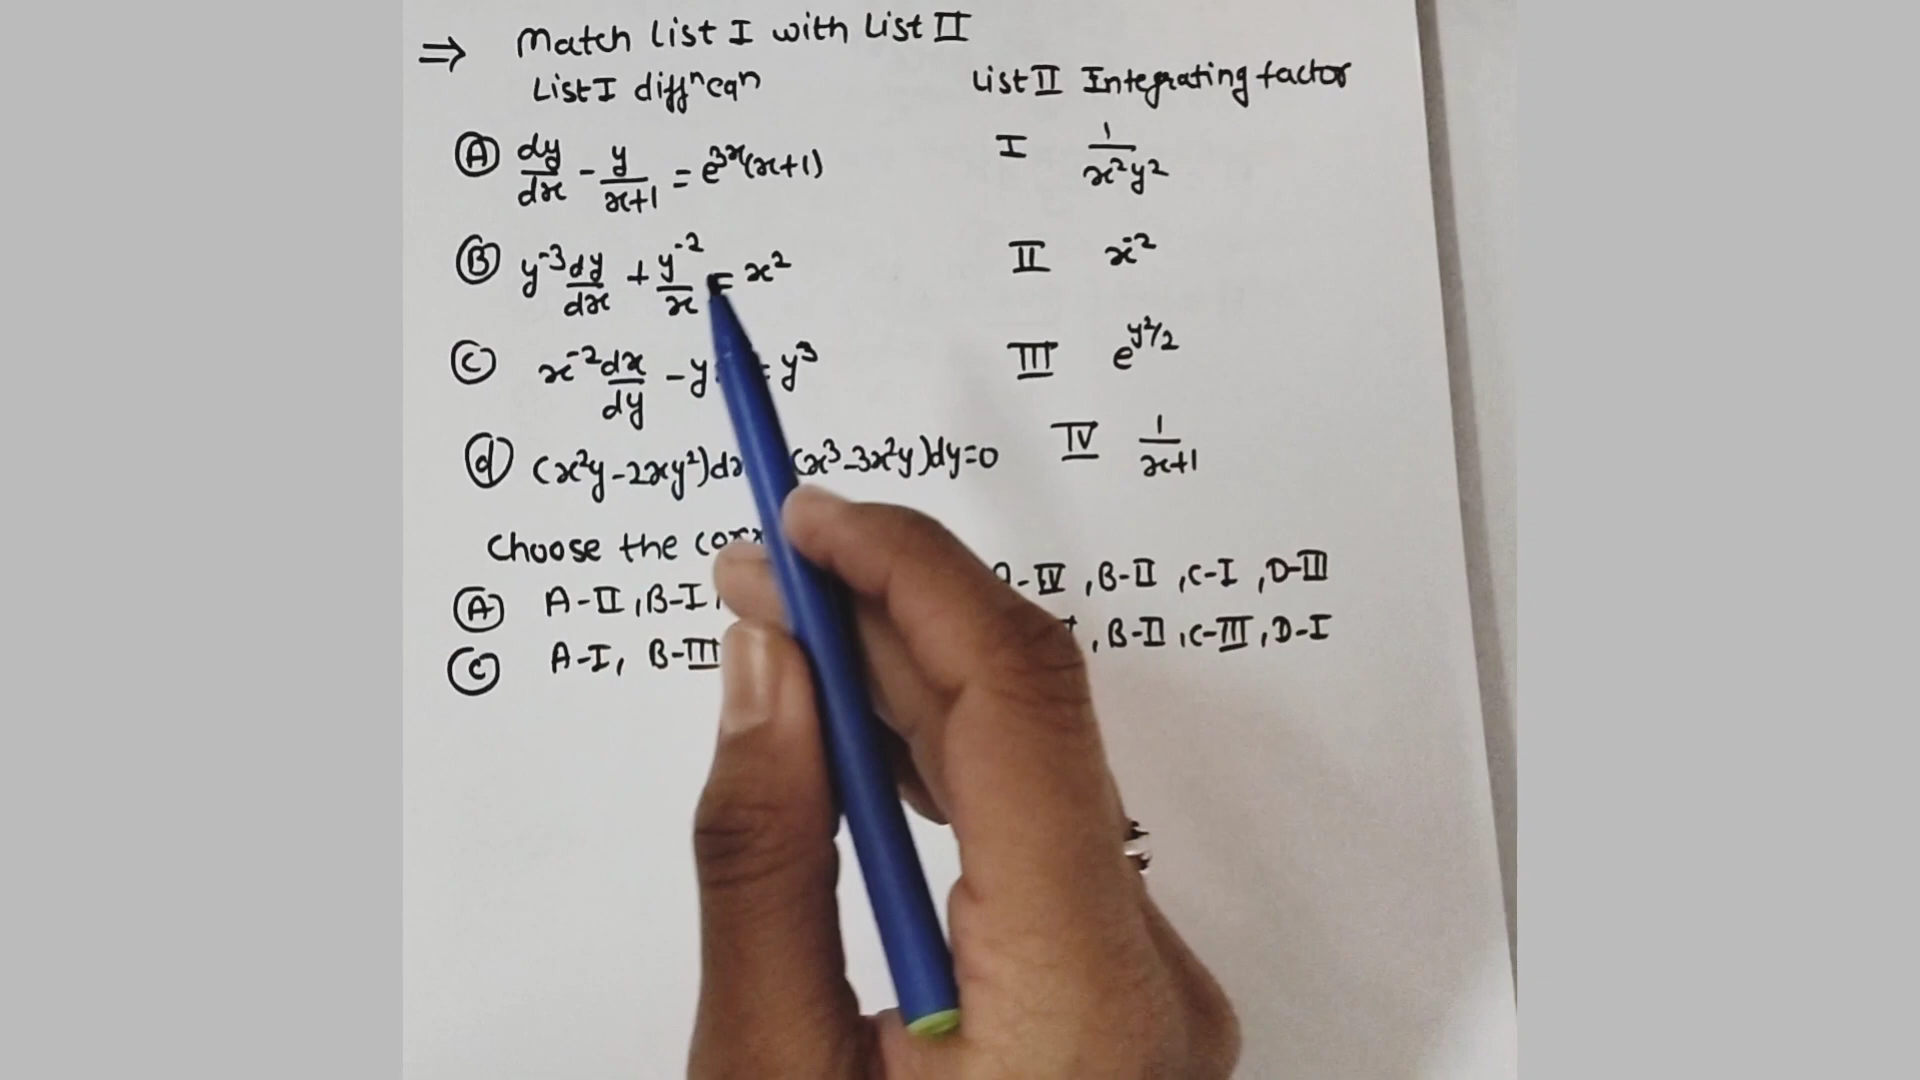 ⇒ Match List I with List II
List I diffⁿ eqⁿ List II Integrating factor
Ⓐ dy/dx - y/x+1 = e³ˣ(x+1) I 1/x²y²
Ⓑ y⁻³ dy/dx + y⁻²/x = x² II x⁻²
Ⓒ x⁻² dx/dy - y = y³ III e^y²/2
ⓓ (x²y-2xy²)dx (x³-3x²y)dy=0 IV 1/x+1
Choose the
Ⓐ A-II, B-I, -IV, B-II, C-I, D-III
Ⓒ A-I, B-III , B-II, C-III, D-I